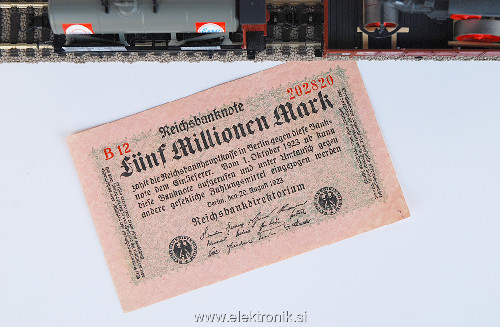 Reichsbanknote
B 12
202820
Fünf Millionen Mark
zahlt die Reichsbankhauptkasse in Berlin gegen diese Bank-
note dem Einlieferer. Vom 1. Oktober 1923 ab kann
diese Banknote aufgerufen und unter Umtausch gegen
andere gesetzliche Zahlungsmittel eingezogen werden
Berlin, den 20. August 1923
Reichsbankdirektorium
www.elektronik.si